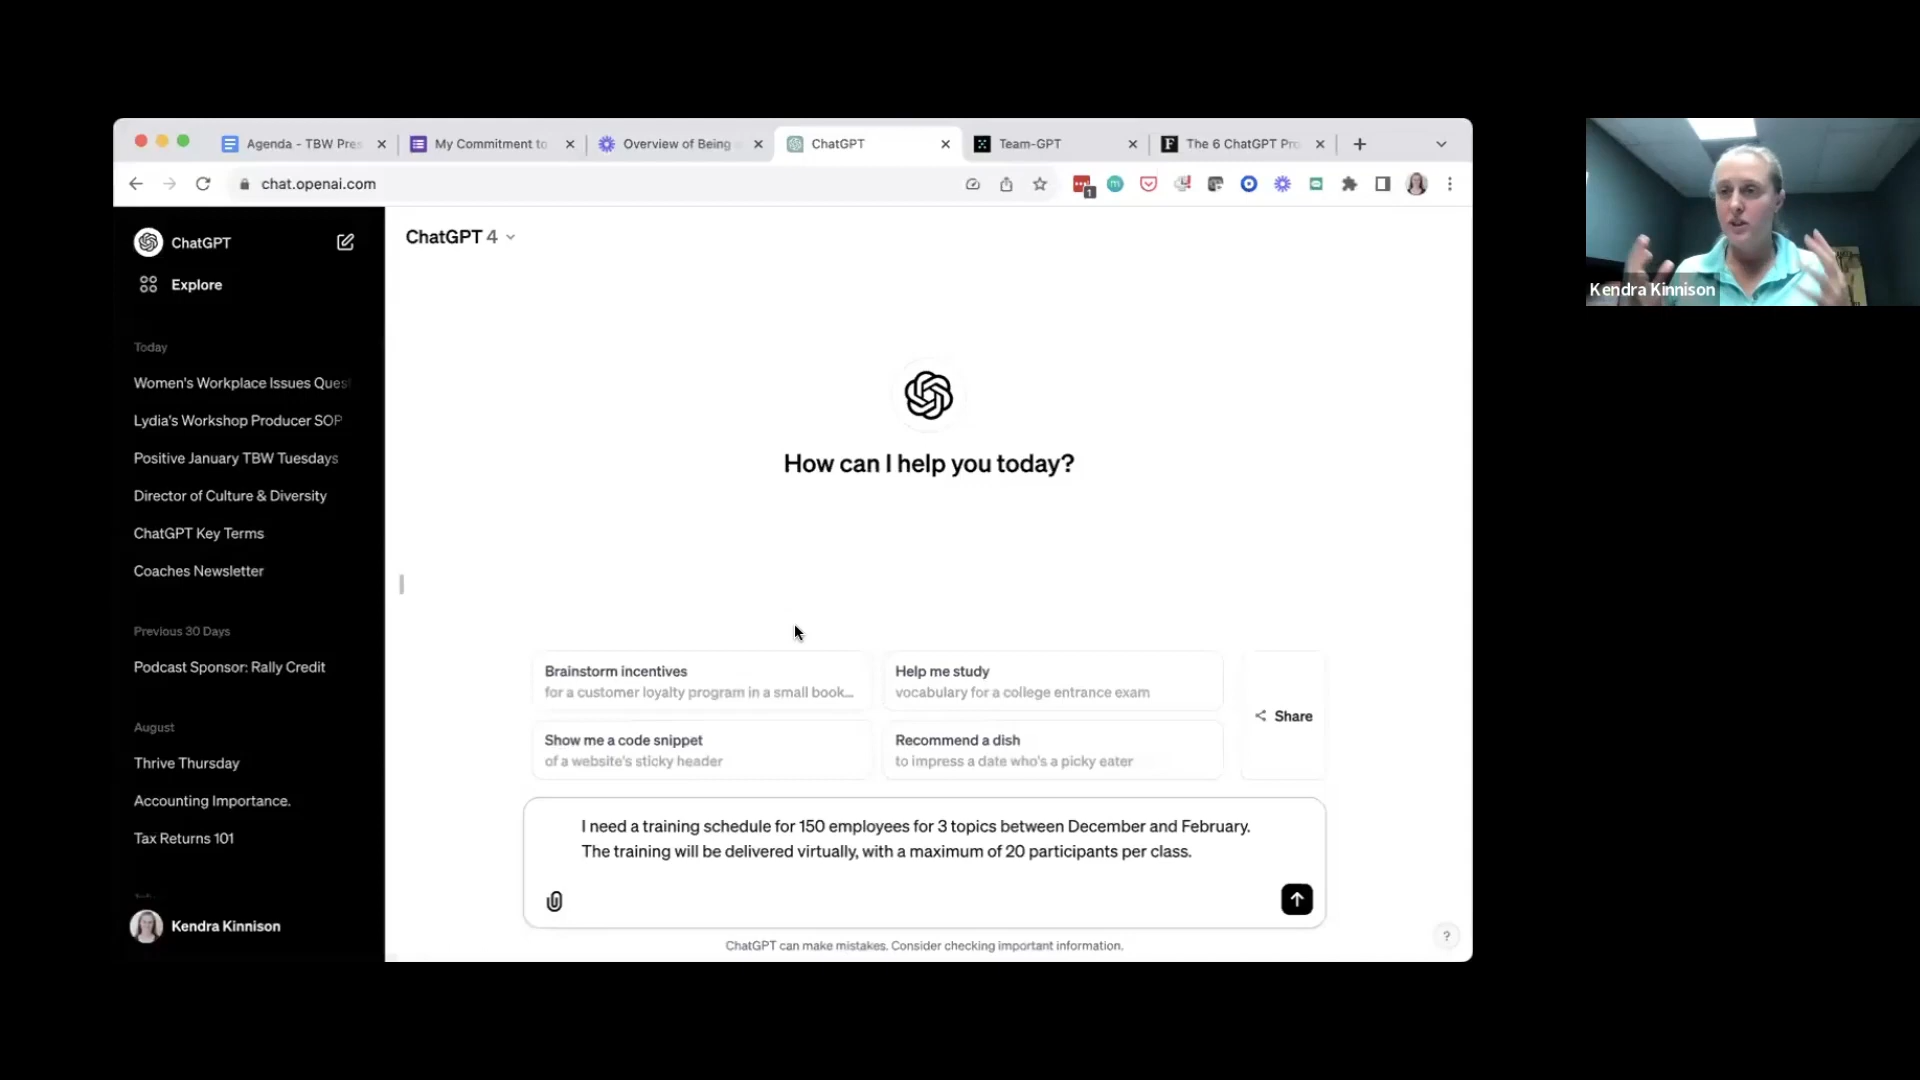 Agenda - TBW Pres
My Commitment to
Overview of Being
ChatGPT
Team-GPT
The 6 ChatGPT Pro
chat.openai.com
1
ChatGPT
Explore
Today
Women's Workplace Issues Ques
Lydia's Workshop Producer SOP
Positive January TBW Tuesdays
Director of Culture & Diversity
ChatGPT Key Terms
Coaches Newsletter
Previous 30 Days
Podcast Sponsor: Rally Credit
August
Thrive Thursday
Accounting Importance.
Tax Returns 101
Kendra Kinnison
ChatGPT 4
How can I help you today?
Brainstorm incentives
for a customer loyalty program in a small book...
Help me study
vocabulary for a college entrance exam
Show me a code snippet
of a website's sticky header
Recommend a dish
to impress a date who's a picky eater
Share
I need a training schedule for 150 employees for 3 topics between December and February.
The training will be delivered virtually, with a maximum of 20 participants per class.
ChatGPT can make mistakes. Consider checking important information.
?
Kendra Kinnison